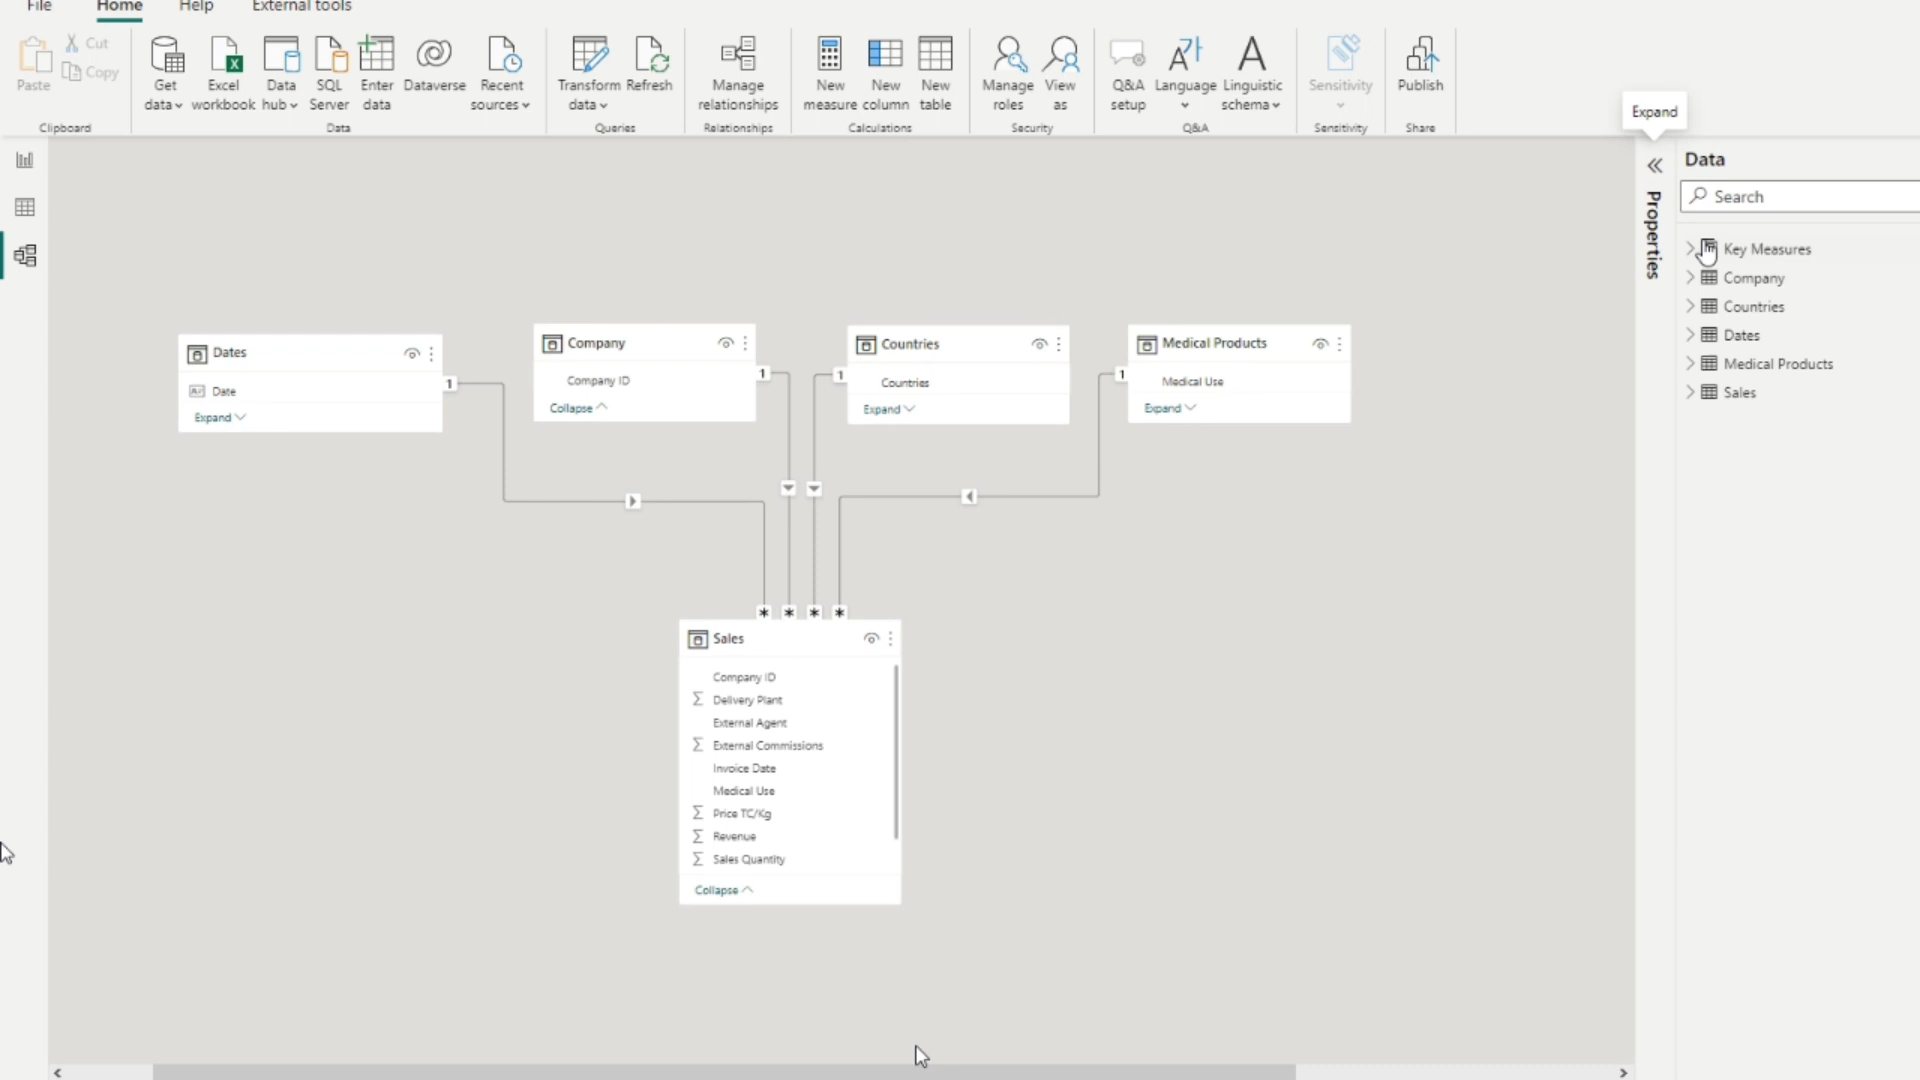 File Home Help External tools
Paste Cut Copy
Clipboard
Get data
Excel workbook
Data hub
SQL Server
Enter data
Dataverse
Recent sources
Data
Transform data
Refresh
Queries
Manage relationships
Relationships
New measure
New column
New table
Calculations
Manage roles
View as
Security
Q&A setup
Language
Linguistic schema
Q&A
Sensitivity
Sensitivity
Publish
Share
Expand
Properties
Data
Search
Key Measures
Company
Countries
Dates
Medical Products
Sales
Dates
Date
Expand
1
Company
Company ID
Collapse
1
Countries
Countries
Expand
1
Medical Products
Medical Use
Expand
1
* * * *
Sales
Company ID
Σ Delivery Plant
External Agent
Σ External Commissions
Invoice Date
Medical Use
Σ Price TC/Kg
Σ Revenue
Σ Sales Quantity
Collapse